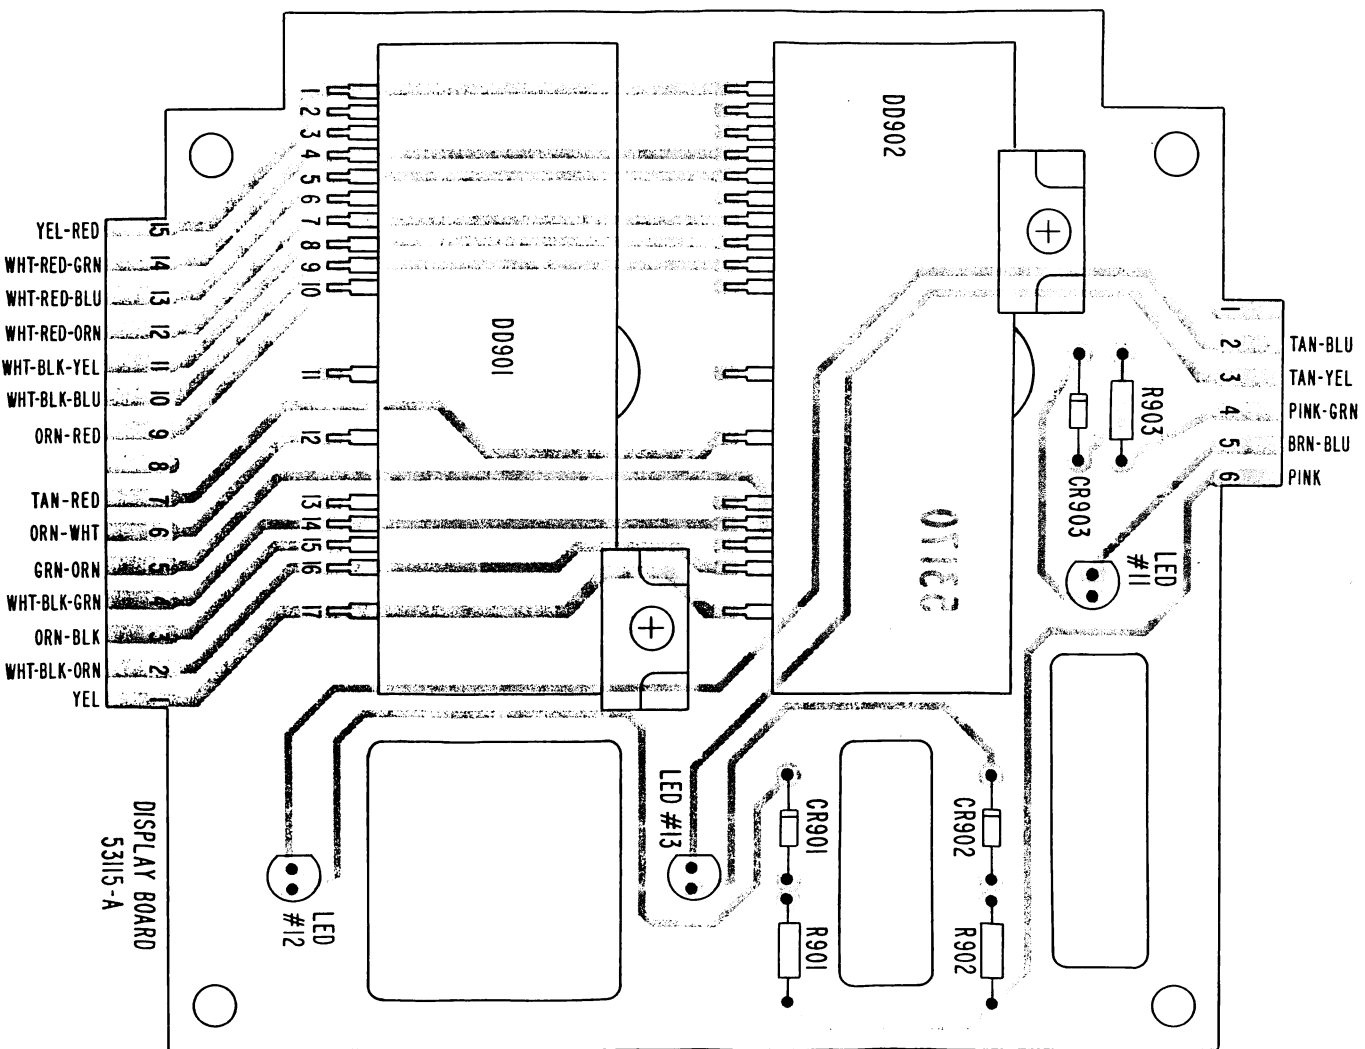 YEL-RED
WHT-RED-GRN
WHT-RED-BLU
WHT-RED-ORN
WHT-BLK-YEL
WHT-BLK-BLU
ORN-RED
TAN-RED
ORN-WHT
GRN-ORN
WHT-BLK-GRN
ORN-BLK
WHT-BLK-ORN
YEL
15
14
13
12
11
10
9
8
7
6
5
4
3
2
1
1
2
3
4
5
6
7
8
9
10
11
12
13
14
15
16
17
DD901
DD902
1
2
3
4
5
6
TAN-BLU
TAN-YEL
PINK-GRN
BRN-BLU
PINK
R903
CR903
LED
#11
LED #13
CR901
CR902
R901
R902
LED
#12
DISPLAY BOARD
53115-A